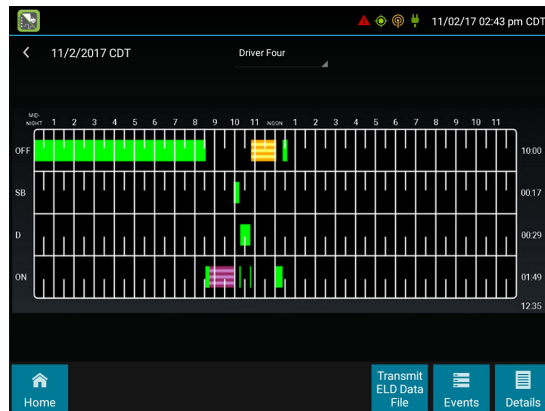 11/02/17 02:43 pm CDT
11/2/2017 CDT
Driver Four
MID-
NIGHT 1 2 3 4 5 6 7 8 9 10 11 NOON 1 2 3 4 5 6 7 8 9 10 11
OFF 10:00
SB 00:17
D 00:29
ON 01:49
12:35
Home
Transmit
ELD Data
File
Events
Details